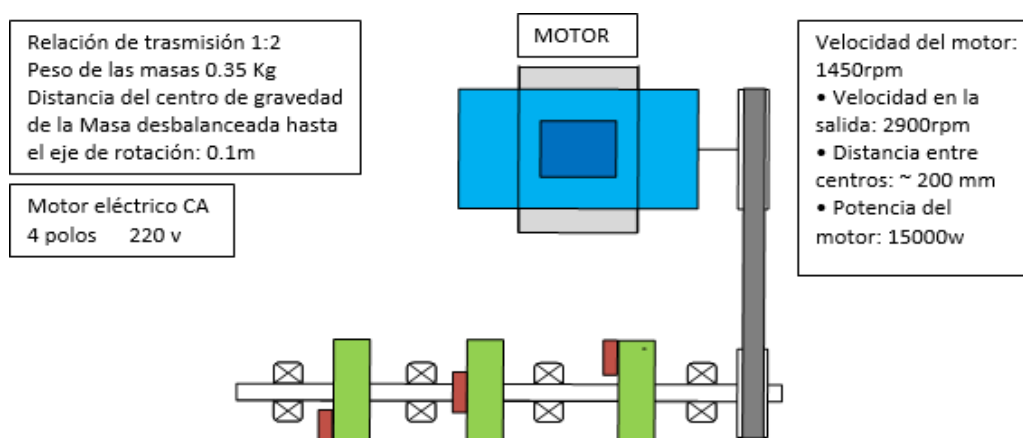 Relación de trasmisión 1:2
Peso de las masas 0.35 Kg
Distancia del centro de gravedad
de la Masa desbalanceada hasta
el eje de rotación: 0.1m
Motor eléctrico CA
4 polos 220 v
MOTOR
Velocidad del motor:
1450rpm
• Velocidad en la
salida: 2900rpm
• Distancia entre
centros: ~ 200 mm
• Potencia del
motor: 15000w